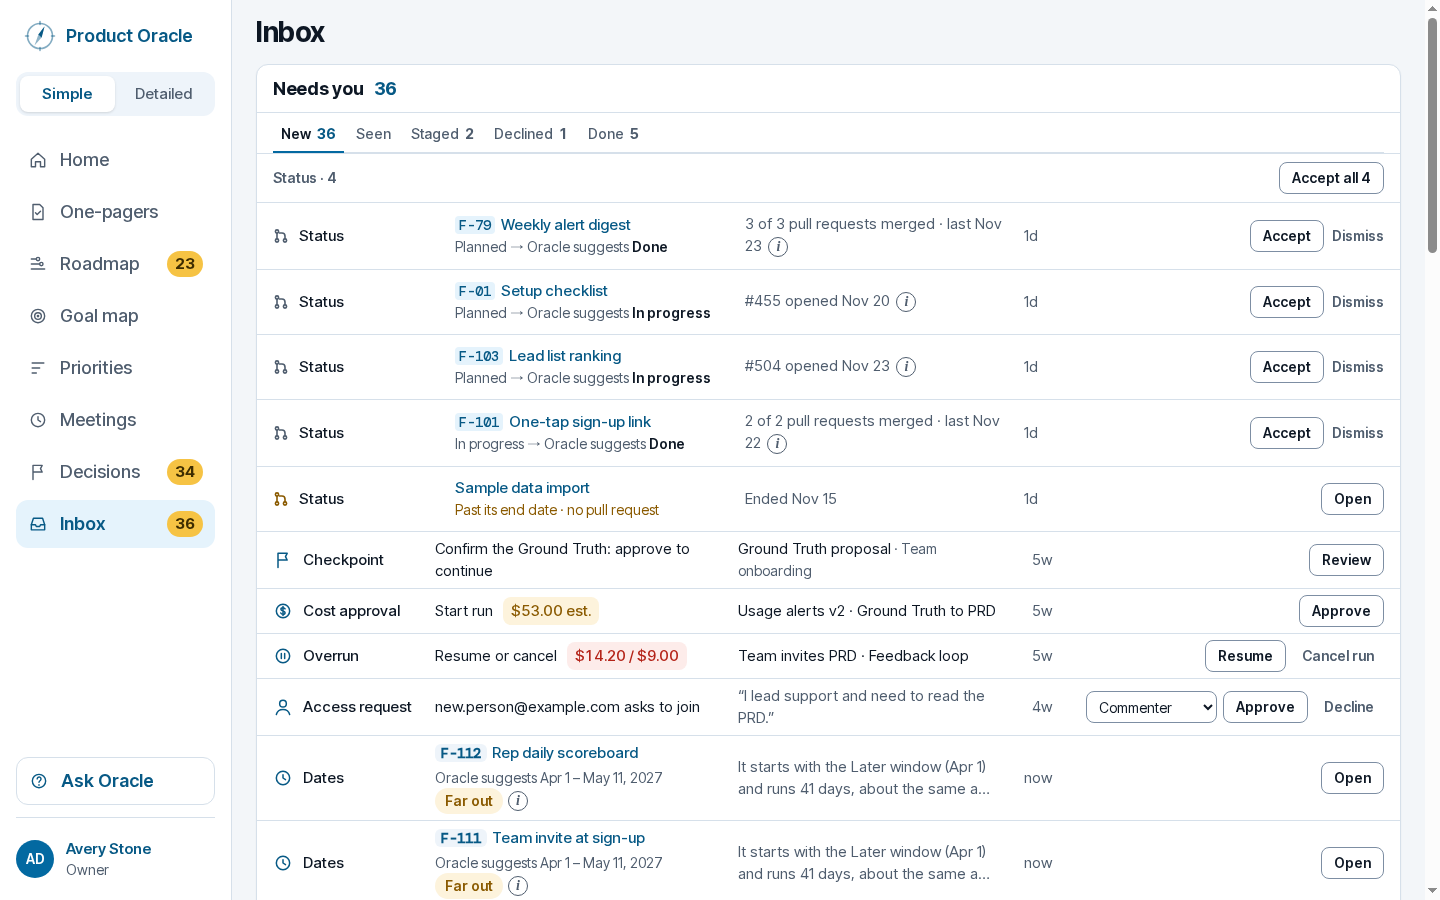 Product Oracle
Simple
Detailed
Home
One-pagers
Roadmap 23
Goal map
Priorities
Meetings
Decisions 34
Inbox 36
Ask Oracle
AD
Avery Stone
Owner
Inbox
Needs you 36
New 36 Seen Staged 2 Declined 1 Done 5
Status · 4
Accept all 4
Status
F-79 Weekly alert digest
Planned → Oracle suggests Done
3 of 3 pull requests merged · last Nov
23 i
1d
Accept Dismiss
Status
F-01 Setup checklist
Planned → Oracle suggests In progress
#455 opened Nov 20 i
1d
Accept Dismiss
Status
F-103 Lead list ranking
Planned → Oracle suggests In progress
#504 opened Nov 23 i
1d
Accept Dismiss
Status
F-101 One-tap sign-up link
In progress → Oracle suggests Done
2 of 2 pull requests merged · last Nov
22 i
1d
Accept Dismiss
Status
Sample data import
Past its end date · no pull request
Ended Nov 15
1d
Open
Checkpoint
Confirm the Ground Truth: approve to
continue
Ground Truth proposal · Team
onboarding
5w
Review
Cost approval
Start run $53.00 est.
Usage alerts v2 · Ground Truth to PRD
5w
Approve
Overrun
Resume or cancel $14.20 / $9.00
Team invites PRD · Feedback loop
5w
Resume Cancel run
Access request
new.person@example.com asks to join
“I lead support and need to read the
PRD.”
4w
Commenter Approve Decline
Dates
F-112 Rep daily scoreboard
Oracle suggests Apr 1 – May 11, 2027
Far out i
It starts with the Later window (Apr 1)
and runs 41 days, about the same a...
now
Open
Dates
F-111 Team invite at sign-up
Oracle suggests Apr 1 – May 11, 2027
Far out i
It starts with the Later window (Apr 1)
and runs 41 days, about the same a...
now
Open